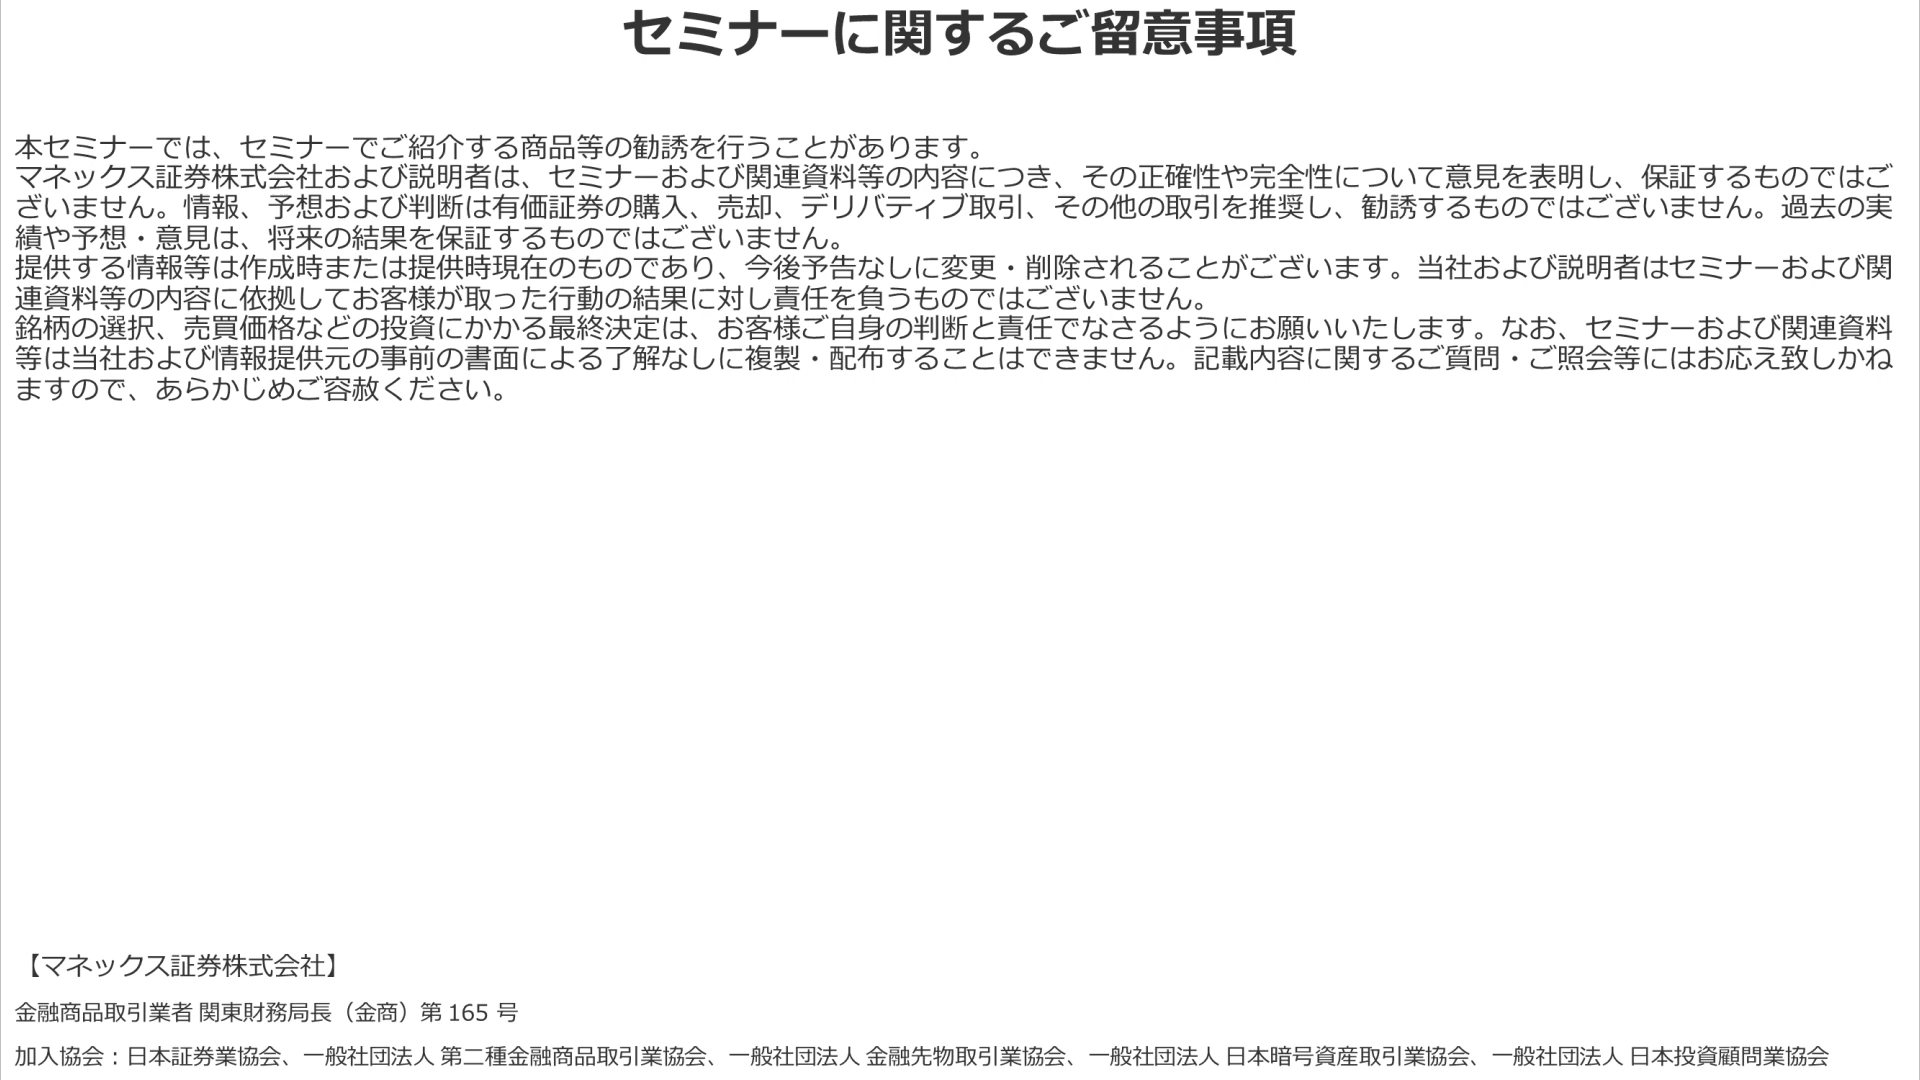 セミナーに関するご留意事項
本セミナーでは、セミナーでご紹介する商品等の勧誘を行うことがあります。
マネックス証券株式会社および説明者は、セミナーおよび関連資料等の内容につき、その正確性や完全性について意見を表明し、保証するものではご
ざいません。情報、予想および判断は有価証券の購入、売却、デリバティブ取引、その他の取引を推奨し、勧誘するものではございません。過去の実
績や予想・意見は、将来の結果を保証するものではございません。
提供する情報等は作成時または提供時現在のものであり、今後予告なしに変更・削除されることがございます。当社および説明者はセミナーおよび関
連資料等の内容に依拠してお客様が取った行動の結果に対し責任を負うものではございません。
銘柄の選択、売買価格などの投資にかかる最終決定は、お客様ご自身の判断と責任でなさるようにお願いいたします。なお、セミナーおよび関連資料
等は当社および情報提供元の事前の書面による了解なしに複製・配布することはできません。記載内容に関するご質問・ご照会等にはお応え致しかね
ますので、あらかじめご容赦ください。
【マネックス証券株式会社】
金融商品取引業者 関東財務局長（金商）第 165 号
加入協会：日本証券業協会、一般社団法人 第二種金融商品取引業協会、一般社団法人 金融先物取引業協会、一般社団法人 日本暗号資産取引業協会、一般社団法人 日本投資顧問業協会